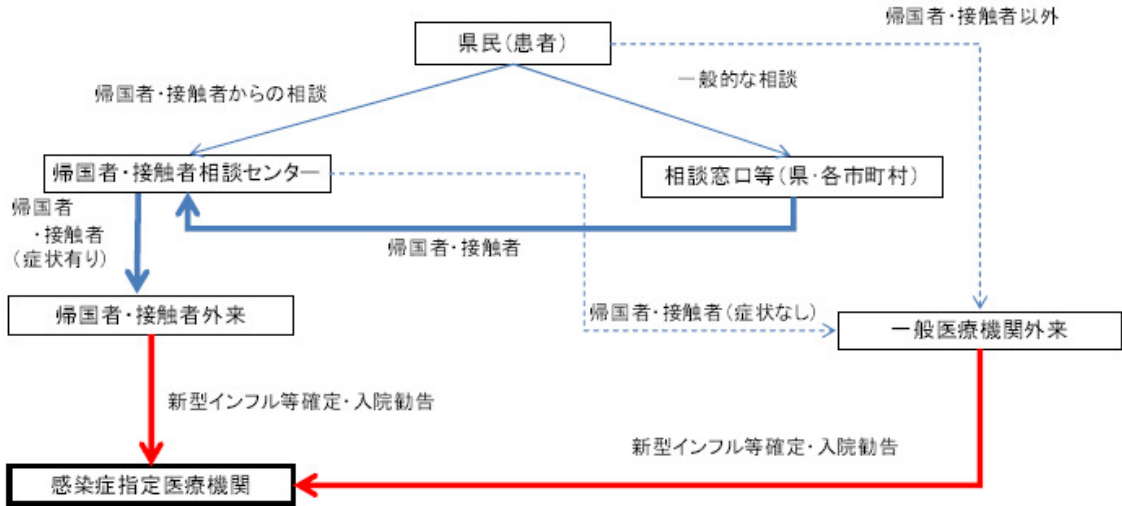 帰国者・接触者以外
県民(患者)
一般的な相談
帰国者・接触者からの相談
帰国者・接触者相談センター
相談窓口等(県・各市町村)
帰国者
・接触者
(症状有り)
帰国者・接触者
帰国者・接触者外来
帰国者・接触者(症状なし)
一般医療機関外来
新型インフル等確定・入院勧告
新型インフル等確定・入院勧告
感染症指定医療機関